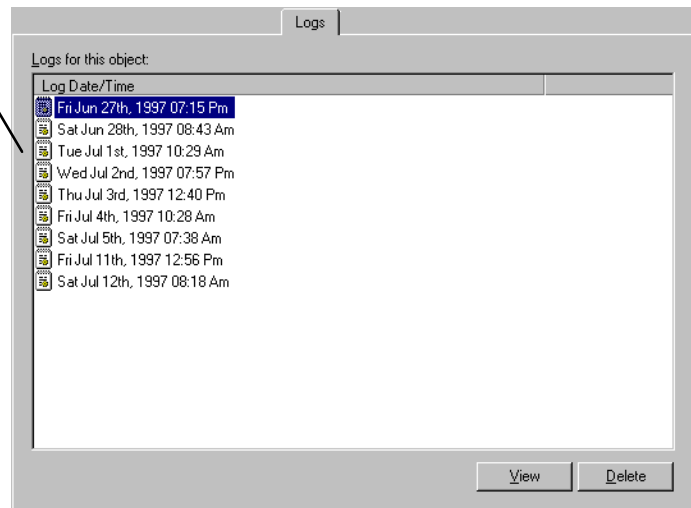 Logs
Logs for this object:
Log Date/Time
Fri Jun 27th, 1997 07:15 Pm
Sat Jun 28th, 1997 08:43 Am
Tue Jul 1st, 1997 10:29 Am
Wed Jul 2nd, 1997 07:57 Pm
Thu Jul 3rd, 1997 12:40 Pm
Fri Jul 4th, 1997 10:28 Am
Sat Jul 5th, 1997 07:38 Am
Fri Jul 11th, 1997 12:56 Pm
Sat Jul 12th, 1997 08:18 Am
View Delete